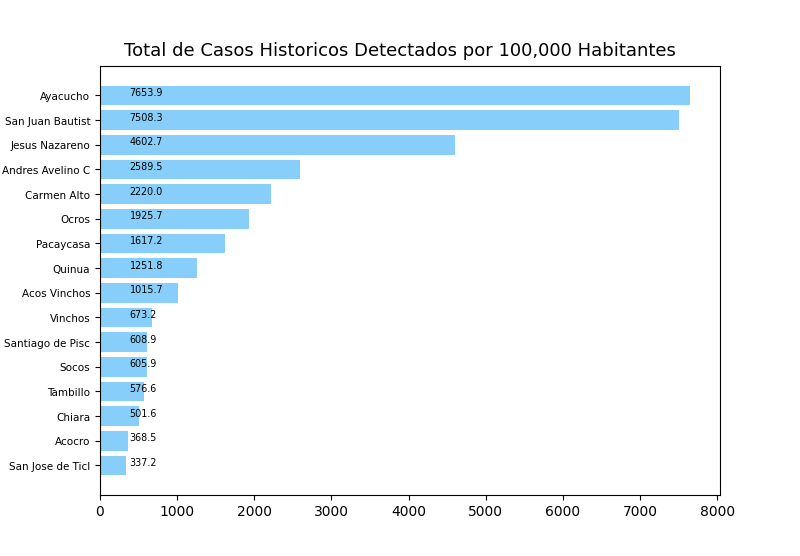 Total de Casos Historicos Detectados por 100,000 Habitantes
Ayacucho 7653.9
San Juan Bautist 7508.3
Jesus Nazareno 4602.7
Andres Avelino C 2589.5
Carmen Alto 2220.0
Ocros 1925.7
Pacaycasa 1617.2
Quinua 1251.8
Acos Vinchos 1015.7
Vinchos 673.2
Santiago de Pisc 608.9
Socos 605.9
Tambillo 576.6
Chiara 501.6
Acocro 368.5
San Jose de Ticl 337.2
0 1000 2000 3000 4000 5000 6000 7000 8000